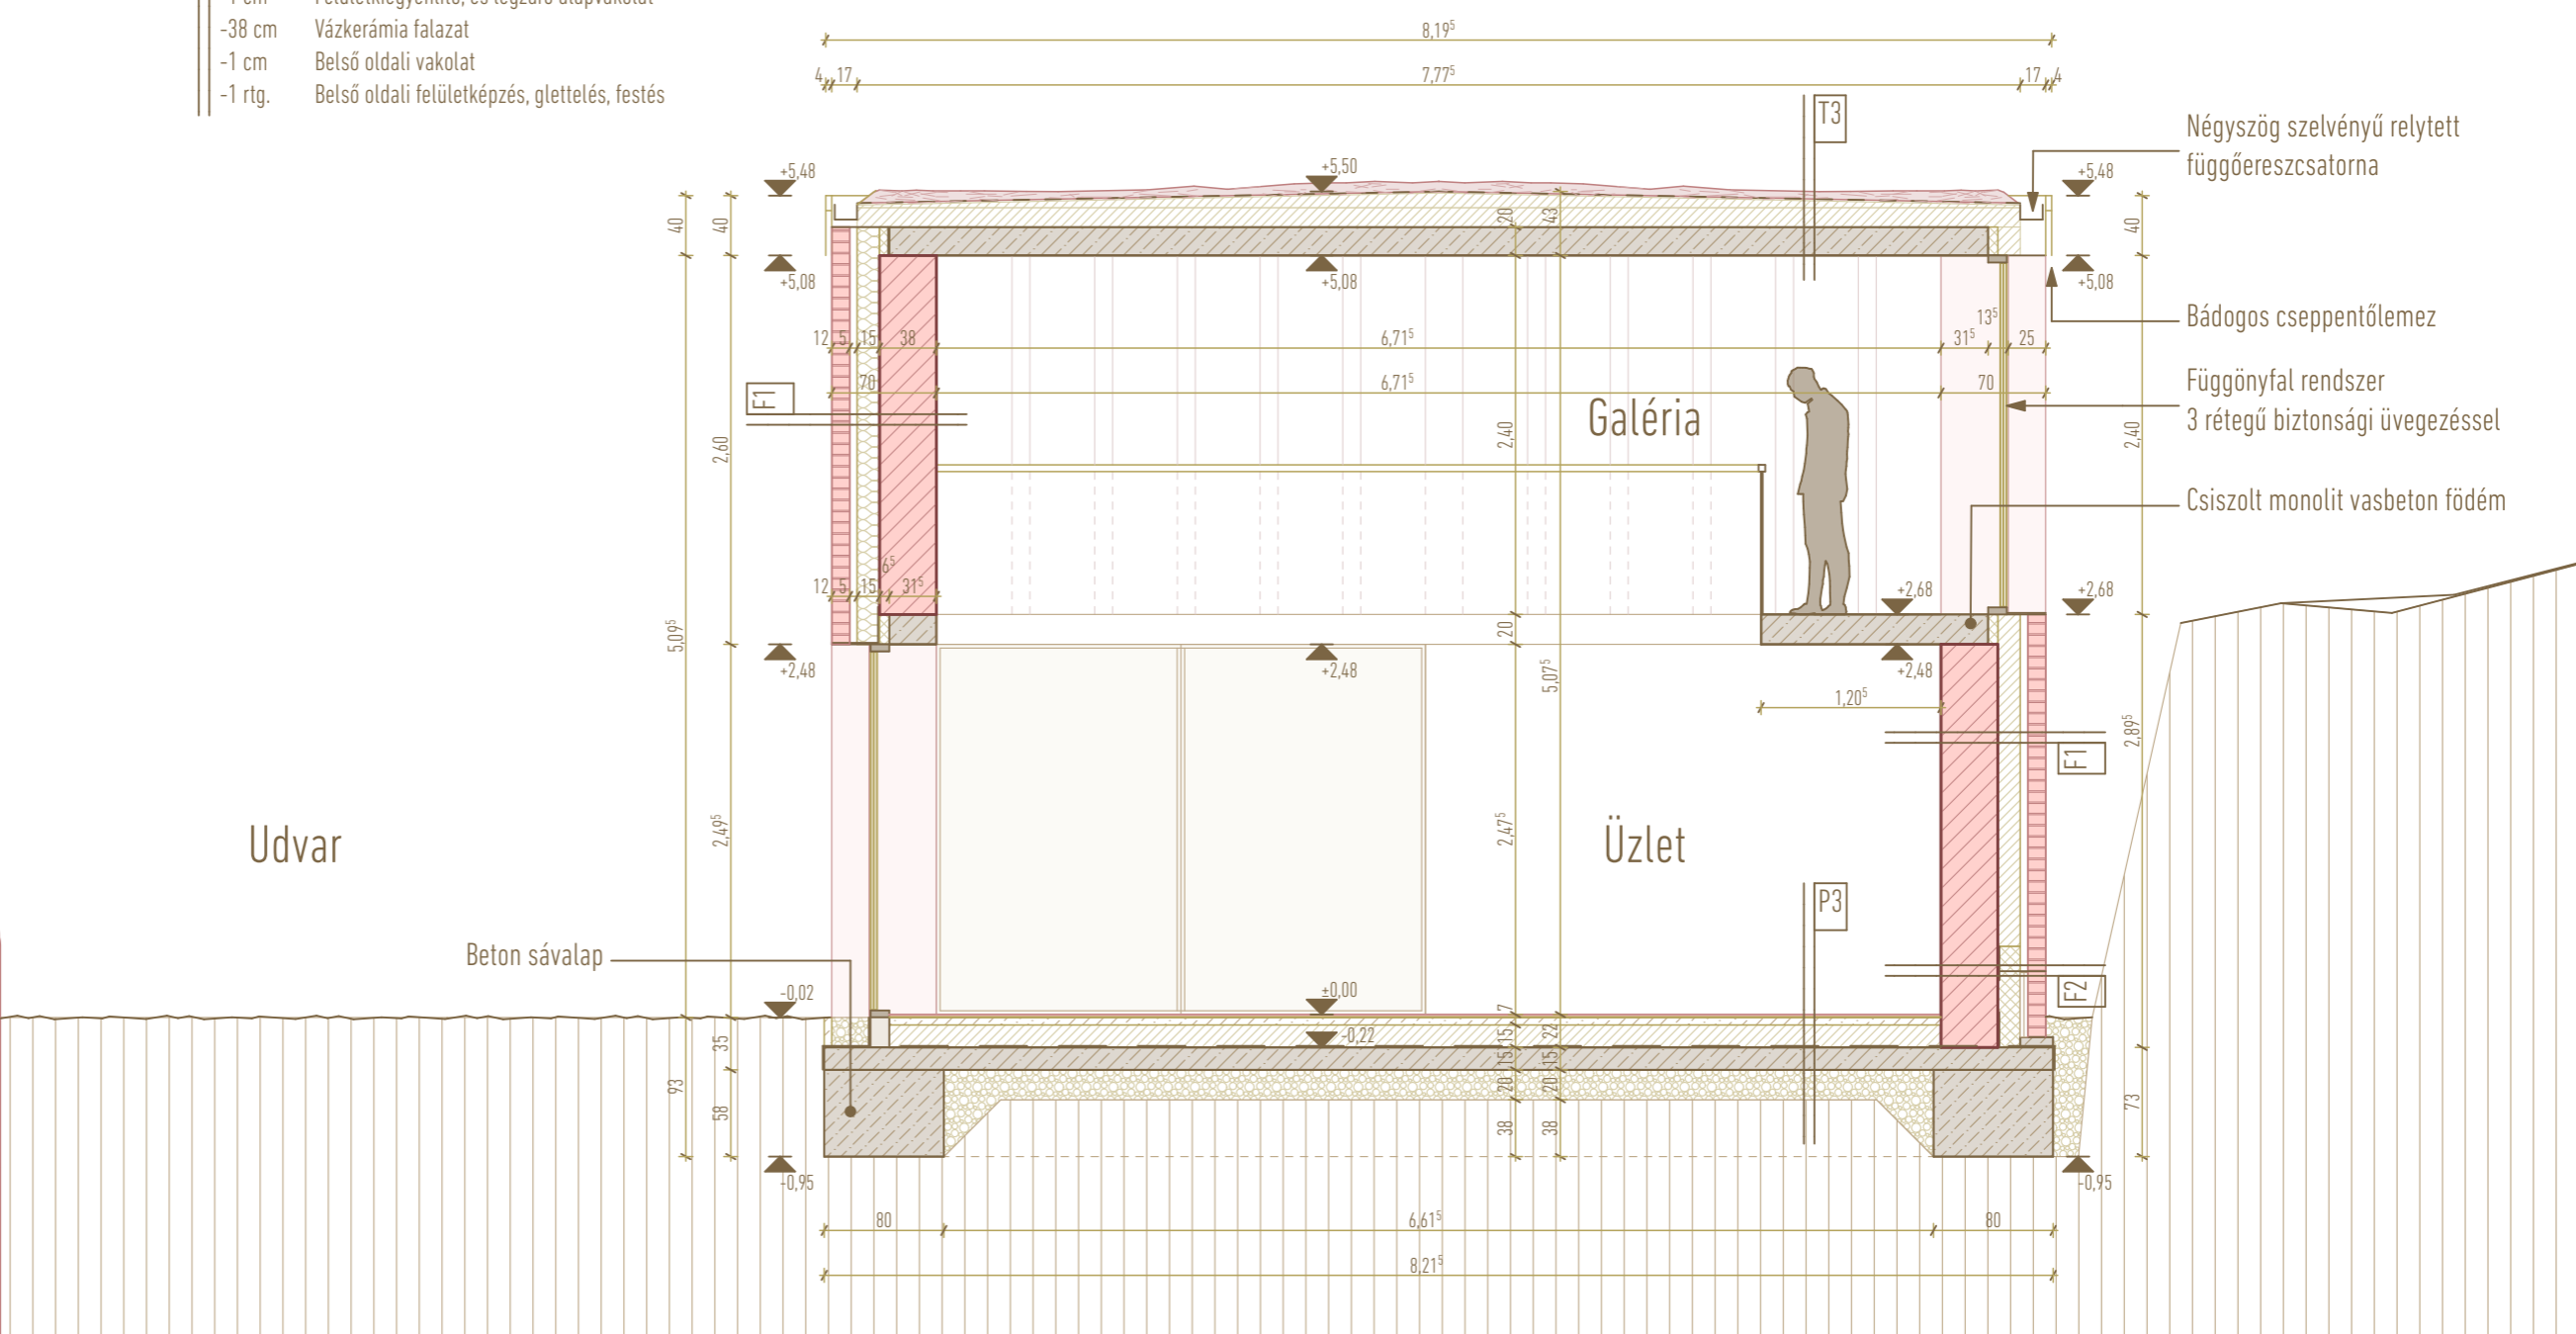 -38 cm Vázkerámia falazat
-1 cm Belső oldali vakolat
-1 rtg. Belső oldali felületképzés, glettelés, festés
8,19⁵
4 17 7,77⁵ 17 4
T3
Négyszög szelvényű relytett
függőereszcsatorna
+5,48 +5,50 +5,48
40 40 20 43 40
+5,08 +5,08 +5,08
Bádogos cseppentőlemez
12 5 15 38 6,71⁵ 31⁵ 13⁵ 25
70 6,71⁵ 70
F1
Függönyfal rendszer
3 rétegű biztonsági üvegezéssel
Galéria
2,60 2,40 2,40
Csiszolt monolit vasbeton födém
6⁵
12 5 15 31⁵
+2,68 +2,68
5,09⁵ 20 5,07⁵
+2,48 +2,48 +2,48
1,20⁵
2,89⁵
F1
2,49⁵ 2,47⁵
Udvar
Üzlet
P3
Beton sávalap
F2
-0,02 ±0,00 7
-0,22
35 15 22
15 15
93 58 20 20 73
38 38
-0,95 -0,95
80 6,61⁵ 80
8,21⁵